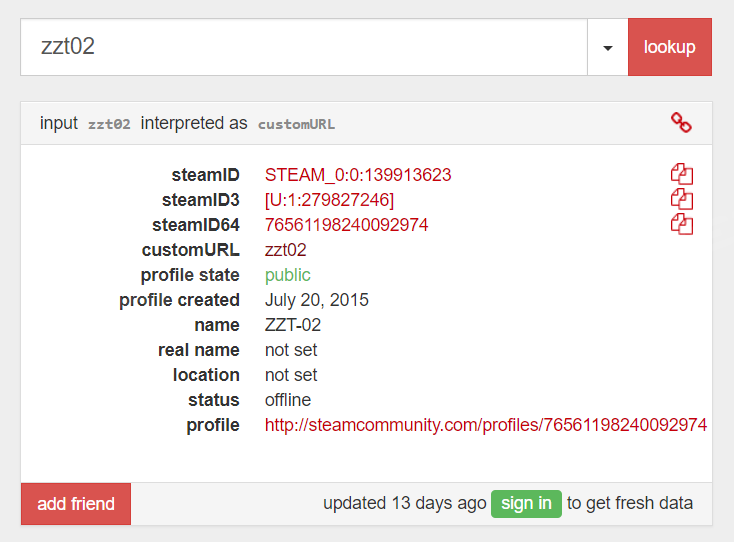 zzt02 lookup
input zzt02 interpreted as customURL
steamID STEAM_0:0:139913623
steamID3 [U:1:279827246]
steamID64 76561198240092974
customURL zzt02
profile state public
profile created July 20, 2015
name ZZT-02
real name not set
location not set
status offline
profile http://steamcommunity.com/profiles/76561198240092974
add friend updated 13 days ago sign in to get fresh data